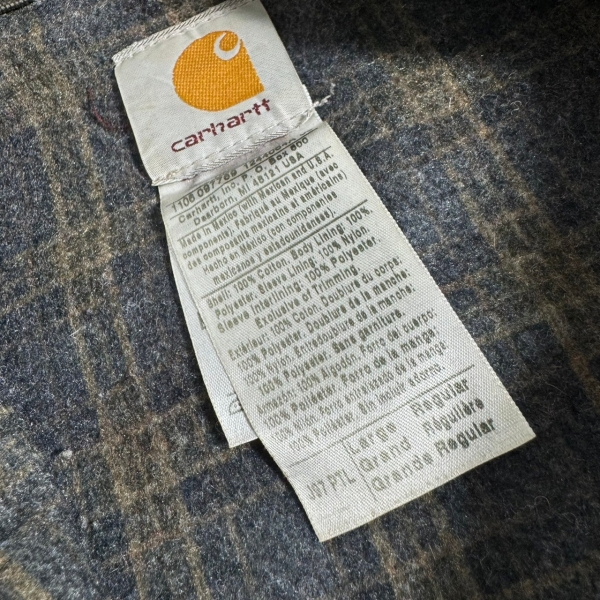 carhartt
Carhartt, Inc. P. O. Box 600
Dearborn, MI 48121 USA
Made in Mexico with Mexican and U.S.A.
components). Fabriqué au Mexique (avec
des composants mexicains et américains)
Hecho en México (con componentes
mexicanos y estadounidenses).
Shell: 100% Cotton. Body Lining: 100%
Polyester. Sleeve Lining: 100% Nylon.
Sleeve Interlining: 100% Polyester.
Exclusive of Trimming.
Extérieur: 100% Coton. Doublure du corps:
100% Polyester. Doublure de la manche:
100% Nylon. Entredoublure de la manche:
100% Polyester. Sans garniture.
Armazon: 100% Algodón. Forro de cuerpo:
100% Poliéster. Forro de la manga:
100% Nilón. Forro entrelazado de la manga:
100% Poliéster. Sin incluir adorno.
J97 PTL
Large Regular
Grand Régulière
Grande Regular